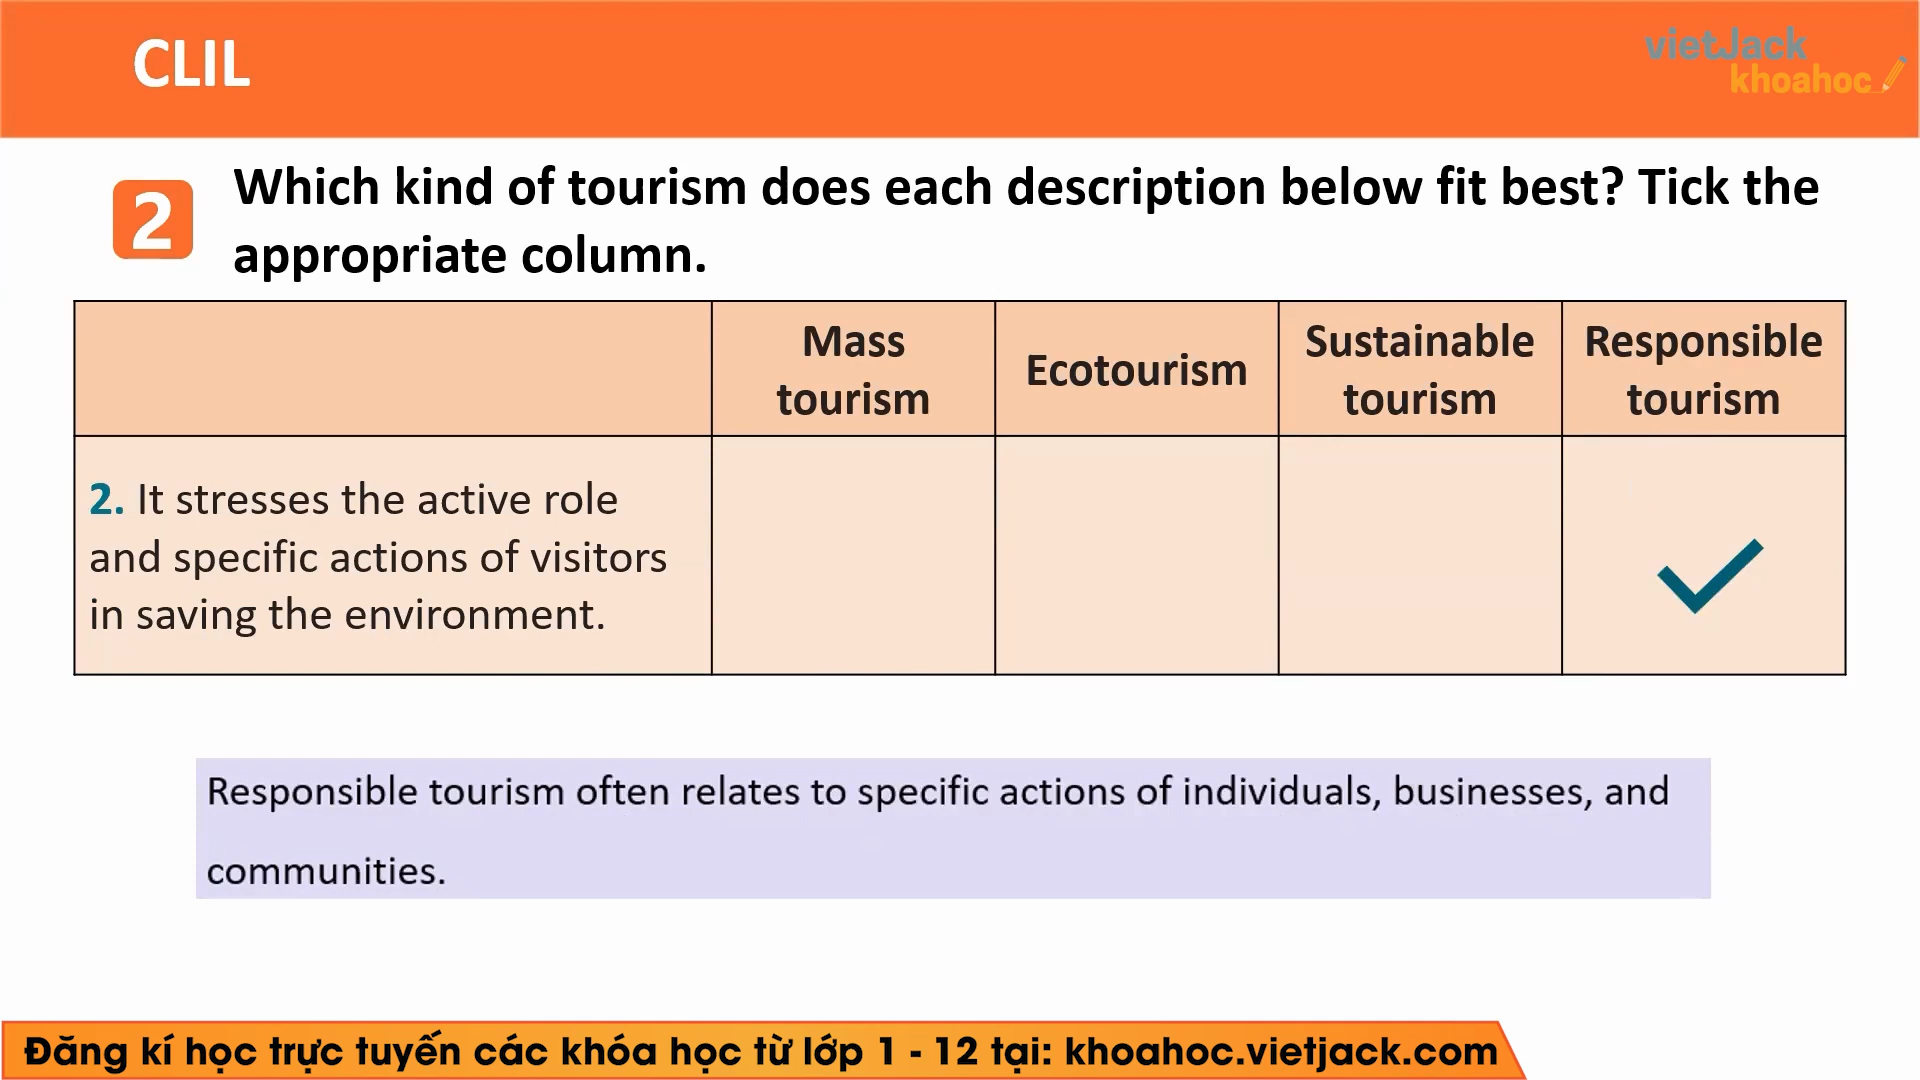 CLIL
vietJack
khoahoc
2
Which kind of tourism does each description below fit best? Tick the
appropriate column.
Mass
tourism
Ecotourism
Sustainable
tourism
Responsible
tourism
2. It stresses the active role
and specific actions of visitors
in saving the environment.
Responsible tourism often relates to specific actions of individuals, businesses, and
communities.
Đăng kí học trực tuyến các khóa học từ lớp 1 - 12 tại: khoahoc.vietjack.com